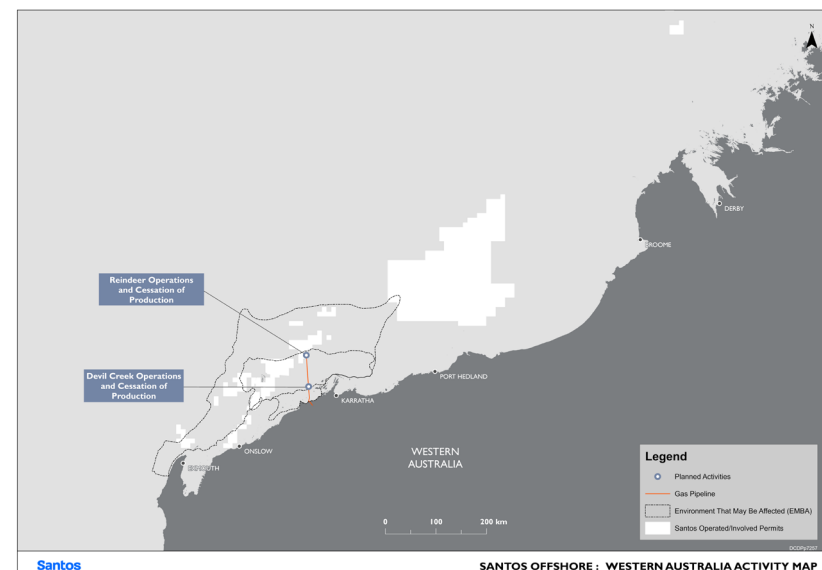 N
DERBY
BROOME
Reindeer Operations
and Cessation of
Production
Devil Creek Operations
and Cessation of
Production
PORT HEDLAND
KARRATHA
ONSLOW
EXMOUTH
WESTERN
AUSTRALIA
0 100 200 km
Legend
Planned Activities
Gas Pipeline
Environment That May Be Affected (EMBA)
Santos Operated/Involved Permits
Santos
SANTOS OFFSHORE : WESTERN AUSTRALIA ACTIVITY MAP